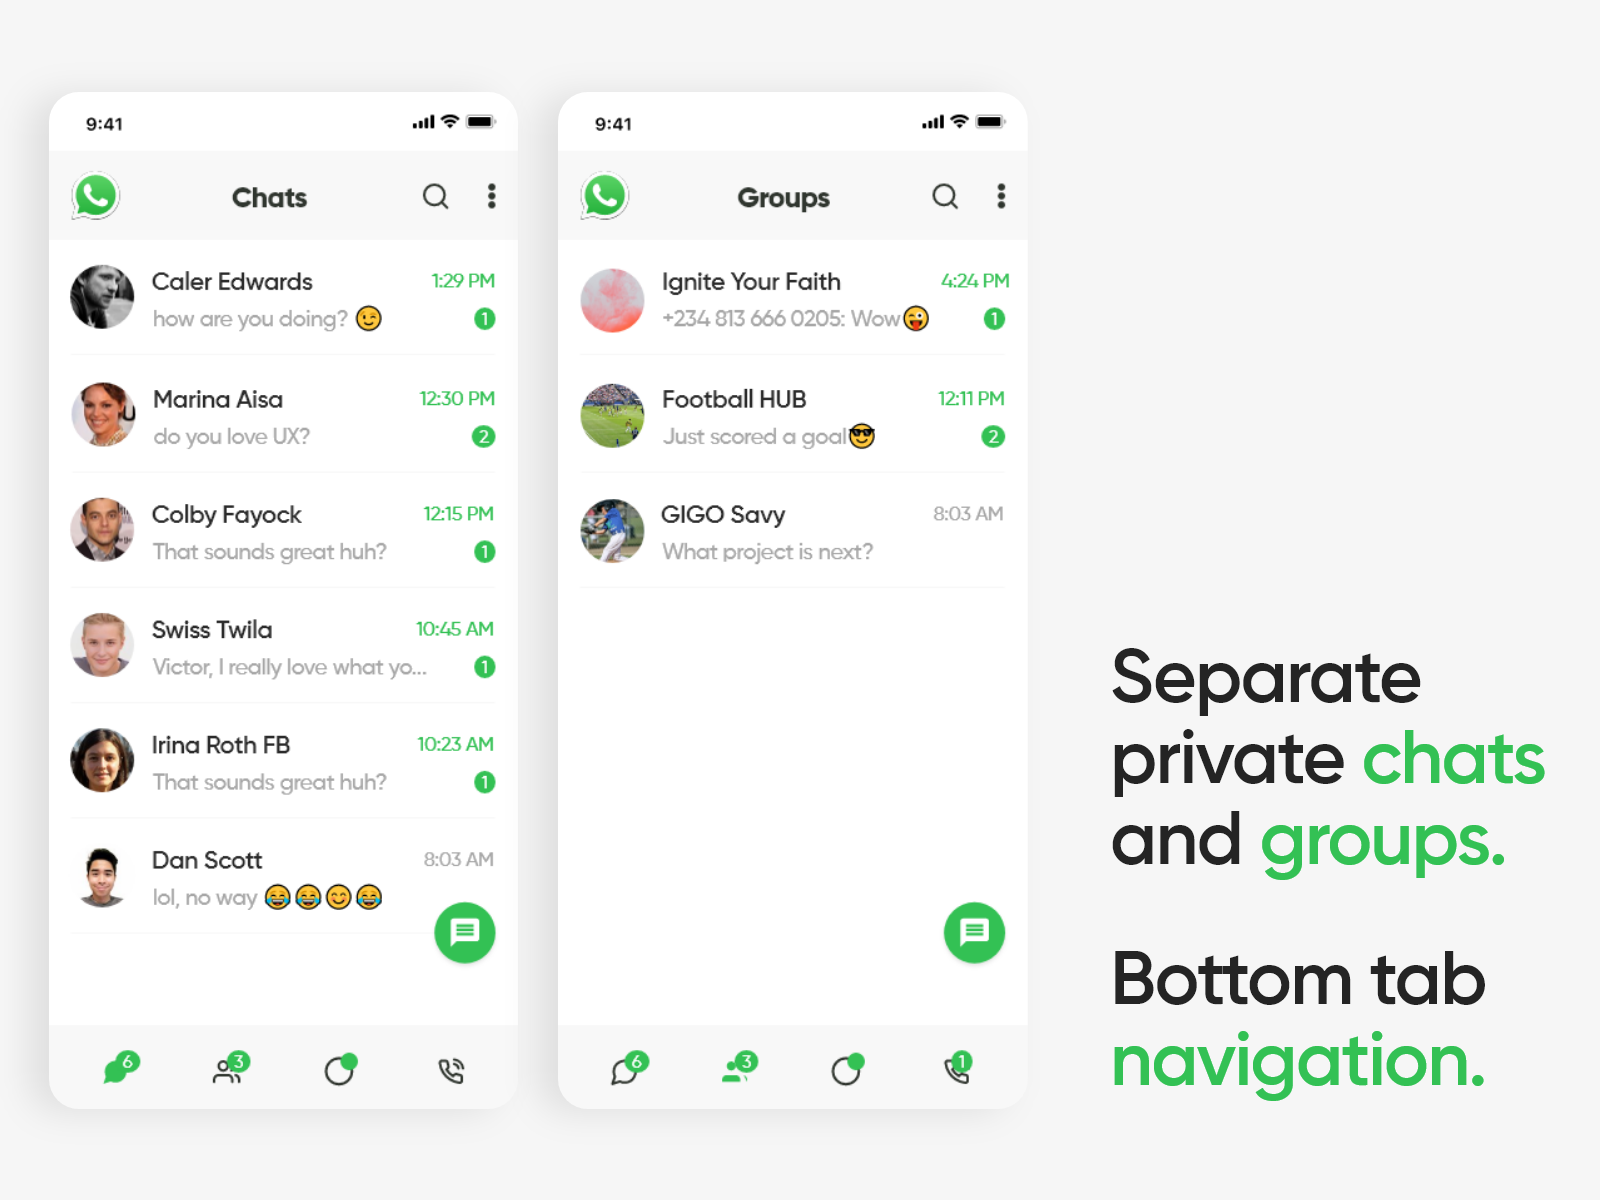 9:41
Chats
Caler Edwards
1:29 PM
how are you doing? 😉
1
Marina Aisa
12:30 PM
do you love UX?
2
Colby Fayock
12:15 PM
That sounds great huh?
1
Swiss Twila
10:45 AM
Victor, I really love what yo...
1
Irina Roth FB
10:23 AM
That sounds great huh?
1
Dan Scott
8:03 AM
lol, no way 😂😂😊😂
6
3
9:41
Groups
Ignite Your Faith
4:24 PM
+234 813 666 0205: Wow😜
1
Football HUB
12:11 PM
Just scored a goal😎
2
GIGO Savy
8:03 AM
What project is next?
6
3
1
Separate
private chats
and groups.
Bottom tab
navigation.